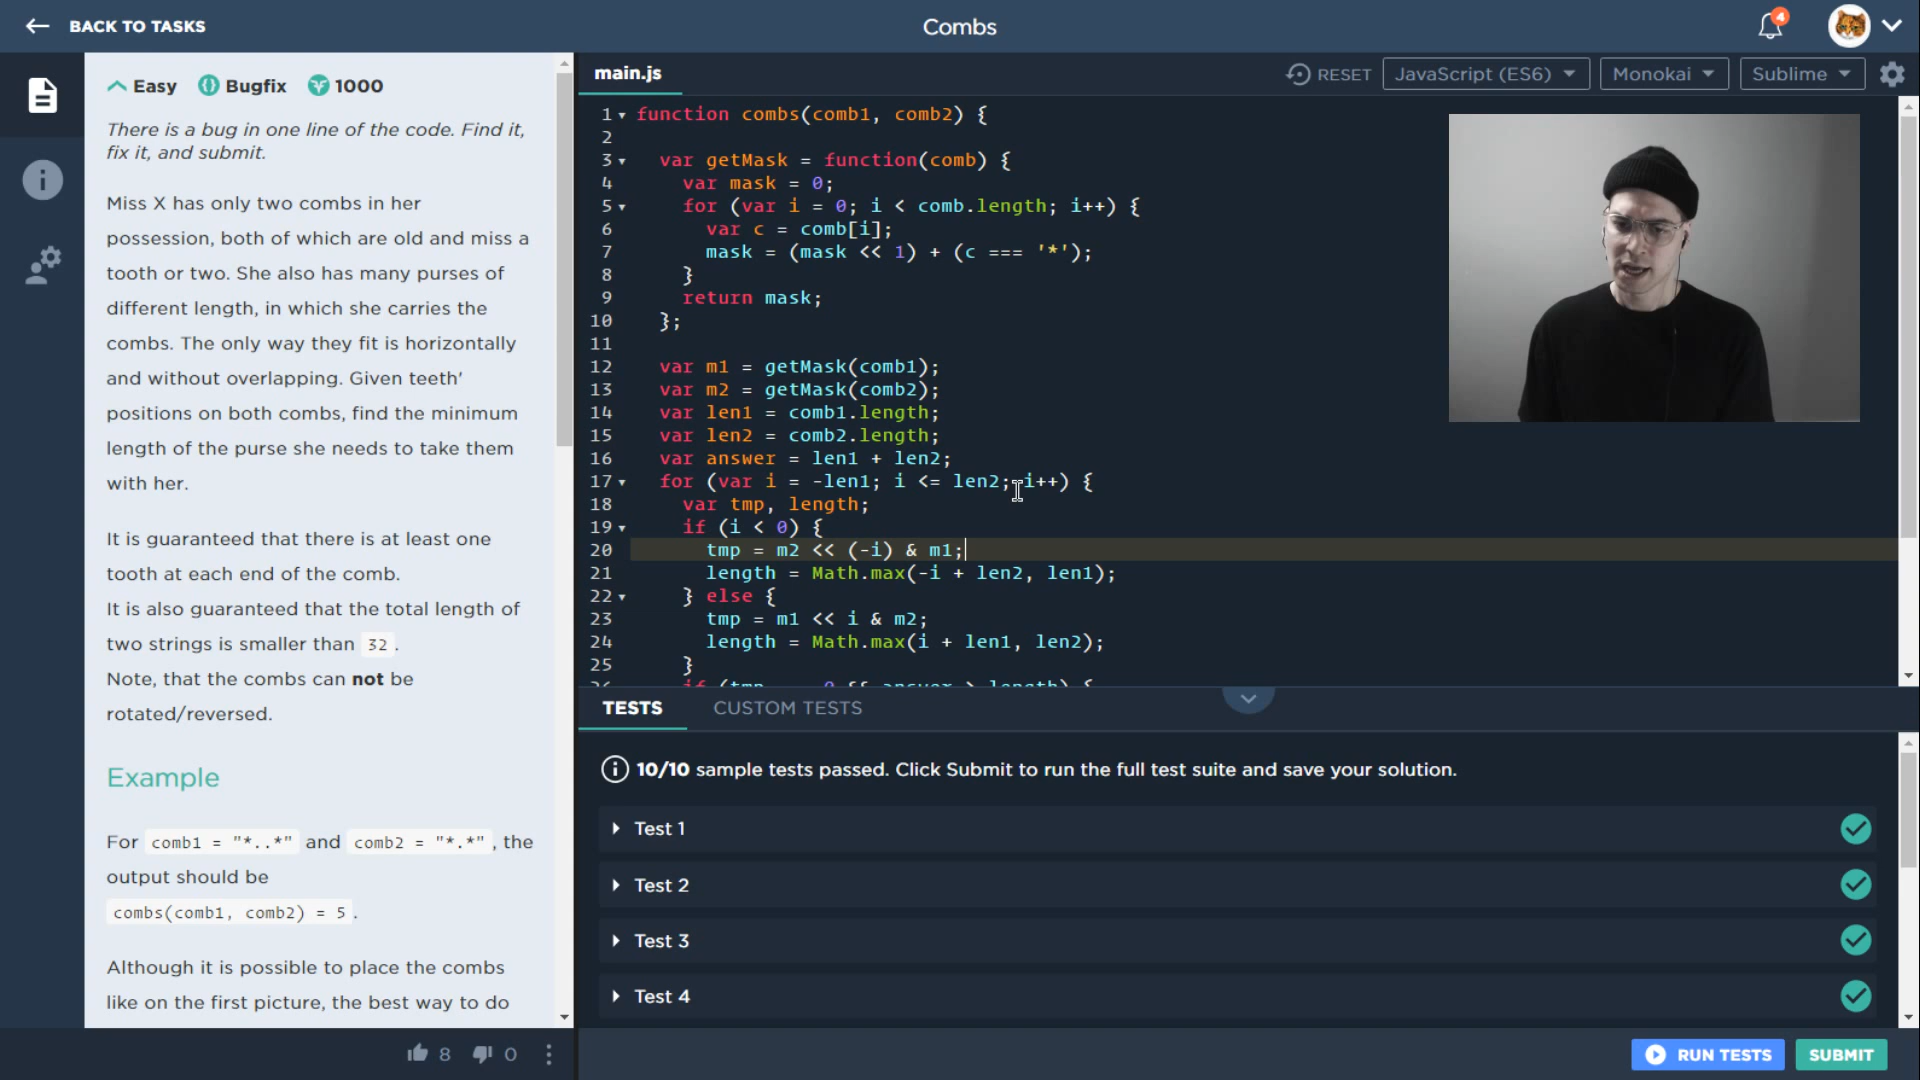 BACK TO TASKS
Combs
4
Easy Bugfix 1000
There is a bug in one line of the code. Find it,
fix it, and submit.
Miss X has only two combs in her
possession, both of which are old and miss a
tooth or two. She also has many purses of
different length, in which she carries the
combs. The only way they fit is horizontally
and without overlapping. Given teeth'
positions on both combs, find the minimum
length of the purse she needs to take them
with her.
It is guaranteed that there is at least one
tooth at each end of the comb.
It is also guaranteed that the total length of
two strings is smaller than 32 .
Note, that the combs can not be
rotated/reversed.
Example
For comb1 = "*..*" and comb2 = "*.*" , the
output should be
combs(comb1, comb2) = 5 .
Although it is possible to place the combs
like on the first picture, the best way to do
8 0
main.js
RESET JavaScript (ES6) Monokai Sublime
1 function combs(comb1, comb2) {
2
3 var getMask = function(comb) {
4 var mask = 0;
5 for (var i = 0; i < comb.length; i++) {
6 var c = comb[i];
7 mask = (mask << 1) + (c === '*');
8 }
9 return mask;
10 };
11
12 var m1 = getMask(comb1);
13 var m2 = getMask(comb2);
14 var len1 = comb1.length;
15 var len2 = comb2.length;
16 var answer = len1 + len2;
17 for (var i = -len1; i <= len2; i++) {
18 var tmp, length;
19 if (i < 0) {
20 tmp = m2 << (-i) & m1;
21 length = Math.max(-i + len2, len1);
22 } else {
23 tmp = m1 << i & m2;
24 length = Math.max(i + len1, len2);
25 }
TESTS CUSTOM TESTS
10/10 sample tests passed. Click Submit to run the full test suite and save your solution.
Test 1
Test 2
Test 3
Test 4
RUN TESTS SUBMIT